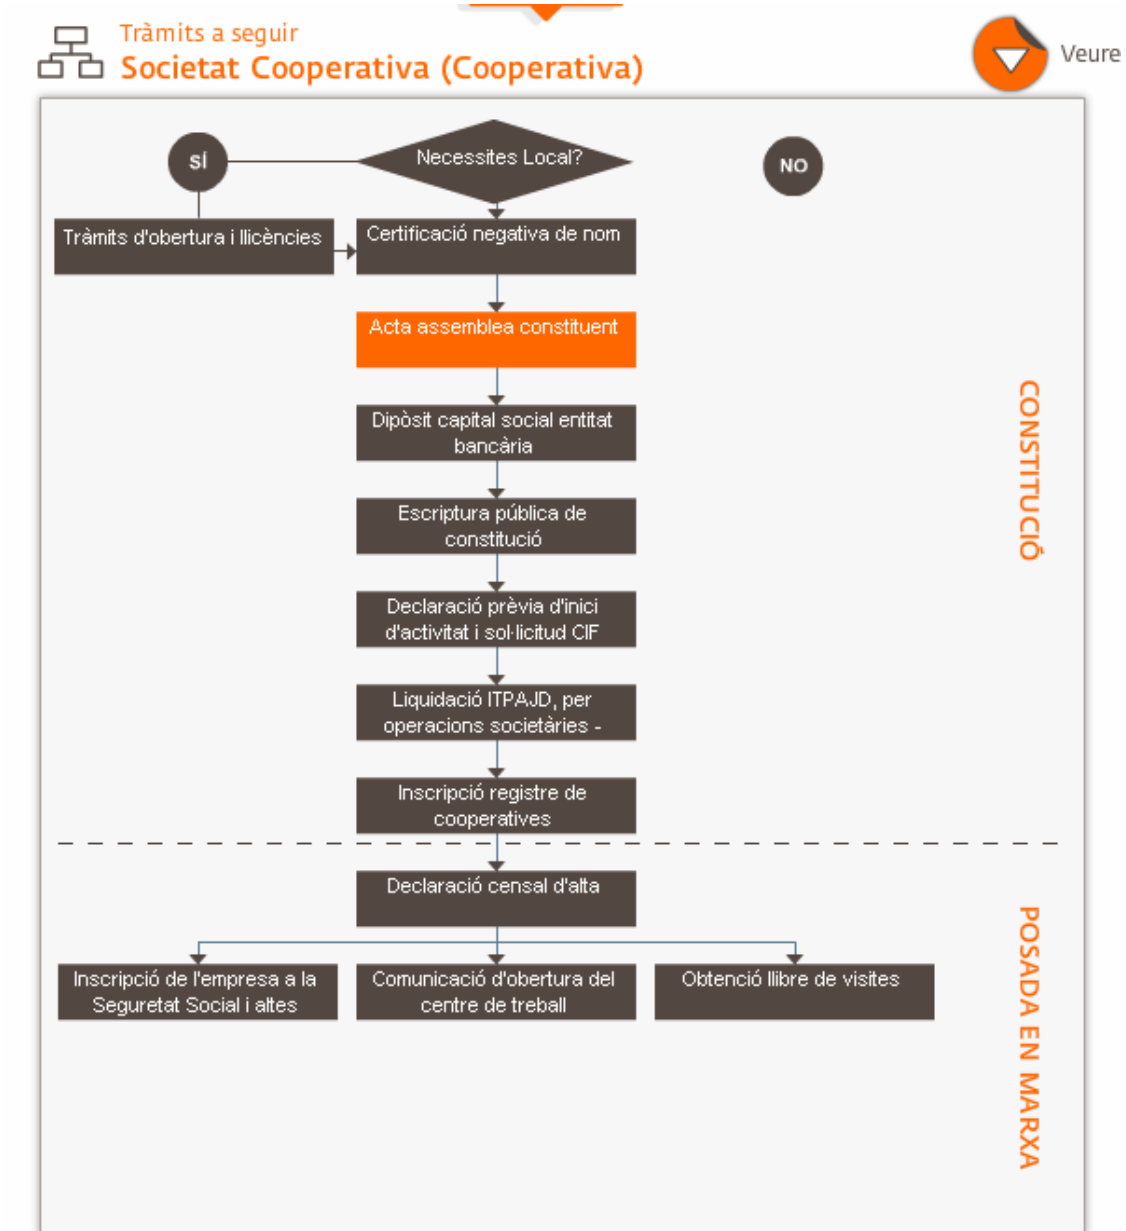 Tràmits a seguir
Societat Cooperativa (Cooperativa)
Veure
SÍ
Necessites Local?
NO
Tràmits d'obertura i llicències
Certificació negativa de nom
Acta assemblea constituent
Dipòsit capital social entitat
bancària
Escriptura pública de
constitució
Declaració prèvia d'inici
d'activitat i sol·licitud CIF
Liquidació ITPAJD, per
operacions societàries -
Inscripció registre de
cooperatives
CONSTITUCIÓ
Declaració censal d'alta
Inscripció de l'empresa a la
Seguretat Social i altes
Comunicació d'obertura del
centre de treball
Obtenció llibre de visites
POSADA EN MARXA